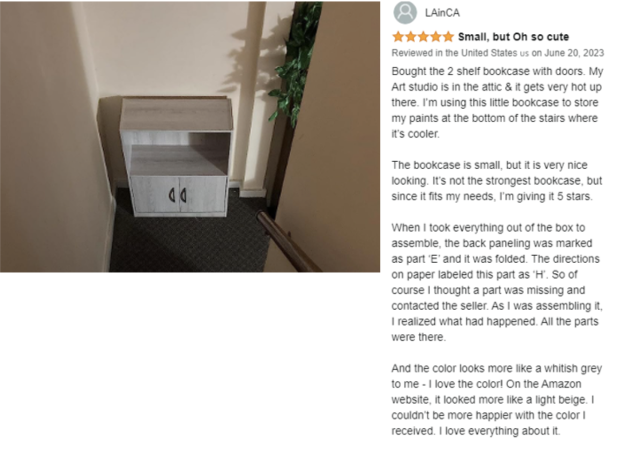 LAinCA
Small, but Oh so cute
Reviewed in the United States us on June 20, 2023
Bought the 2 shelf bookcase with doors. My
Art studio is in the attic & it gets very hot up
there. I'm using this little bookcase to store
my paints at the bottom of the stairs where
it's cooler.
The bookcase is small, but it is very nice
looking. It's not the strongest bookcase, but
since it fits my needs, I'm giving it 5 stars.
When I took everything out of the box to
assemble, the back paneling was marked
as part 'E' and it was folded. The directions
on paper labeled this part as 'H'. So of
course I thought a part was missing and
contacted the seller. As I was assembling it,
I realized what had happened. All the parts
were there.
And the color looks more like a whitish grey
to me - I love the color! On the Amazon
website, it looked more like a light beige. I
couldn't be more happier with the color I
received. I love everything about it.